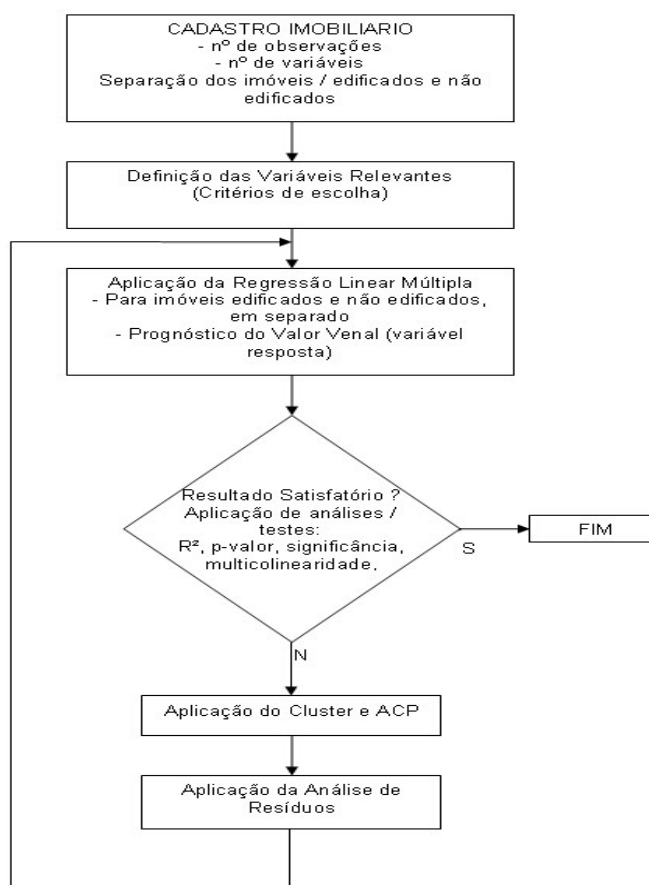 CADASTRO IMOBILIARIO
- nº de observações
- nº de variáveis
Separação dos imóveis / edificados e não
edificados
Definição das Variáveis Relevantes
(Critérios de escolha)
Aplicação da Regressão Linear Múltipla
- Para imóveis edificados e não edificados,
em separado
- Prognóstico do Valor Venal (variável
resposta)
Resultado Satisfatório ?
Aplicação de análises /
testes:
R², p-valor, significância,
multicolinearidade.
S
FIM
N
Aplicação do Cluster e ACP
Aplicação da Análise de
Resíduos